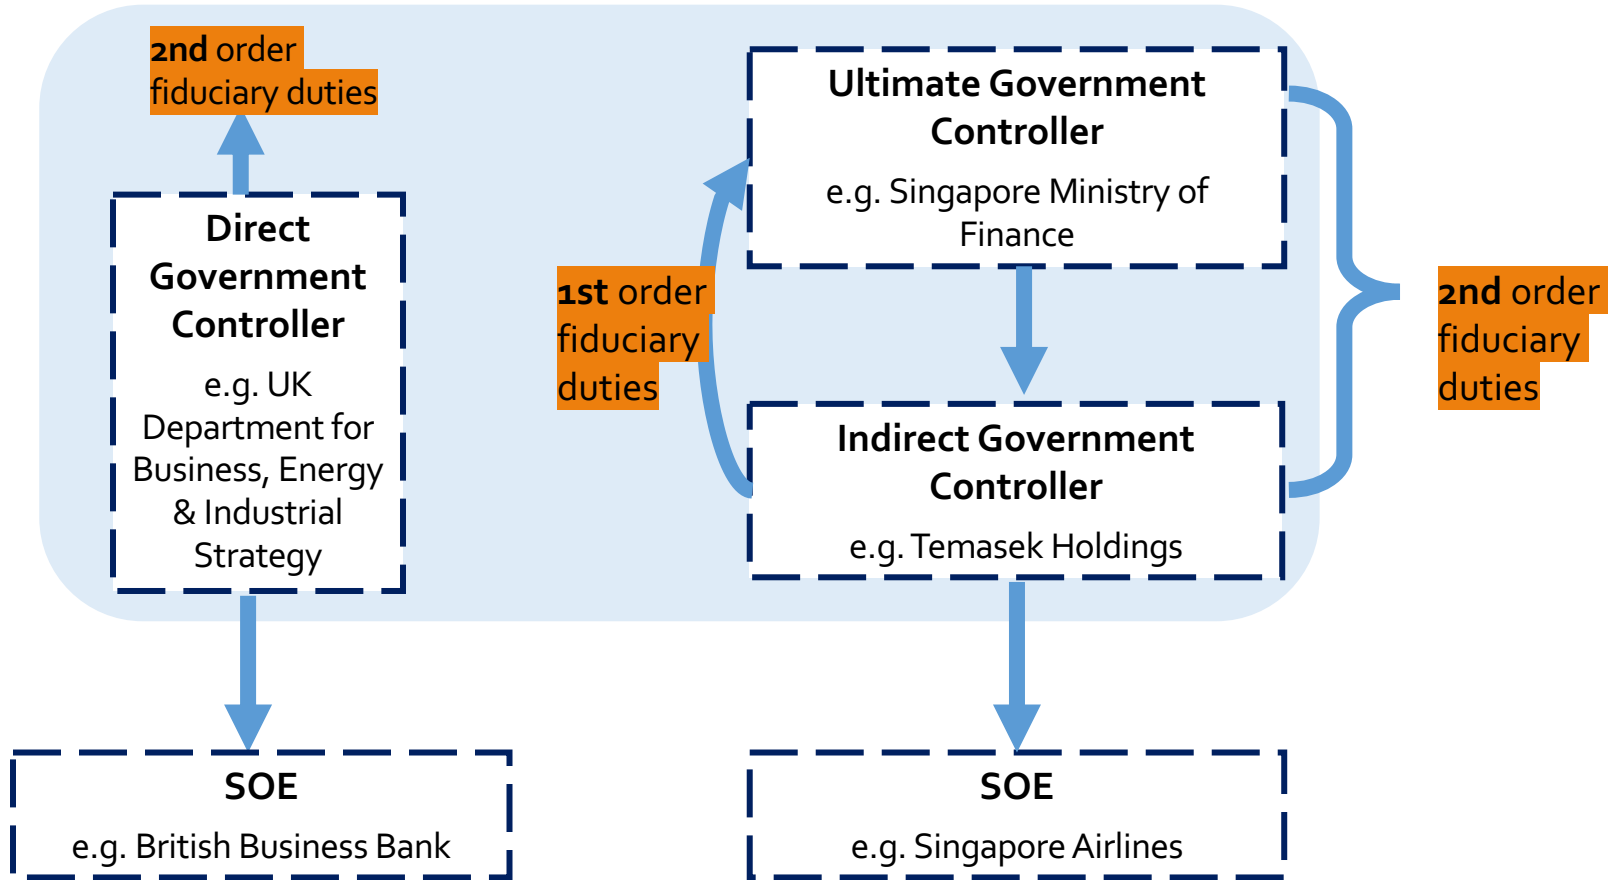 2nd order
fiduciary duties
Direct
Government
Controller
e.g. UK
Department for
Business, Energy
& Industrial
Strategy
SOE
e.g. British Business Bank
Ultimate Government
Controller
e.g. Singapore Ministry of
Finance
1st order
fiduciary
duties
Indirect Government
Controller
e.g. Temasek Holdings
2nd order
fiduciary
duties
SOE
e.g. Singapore Airlines